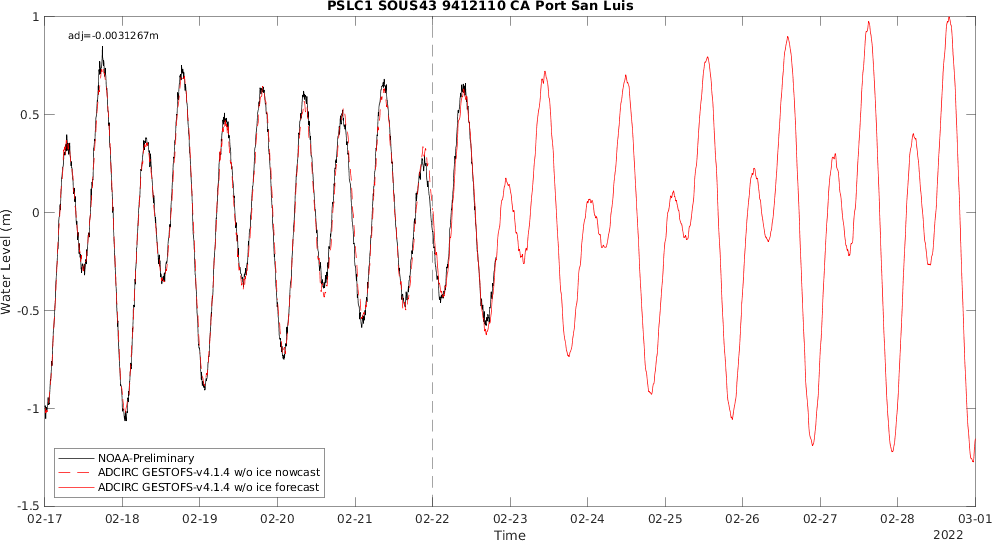 PSLC1 SOUS43 9412110 CA Port San Luis
adj=-0.0031267m
1
0.5
0
-0.5
-1
-1.5
Water Level (m)
NOAA-Preliminary
ADCIRC GESTOFS-v4.1.4 w/o ice nowcast
ADCIRC GESTOFS-v4.1.4 w/o ice forecast
02-17 02-18 02-19 02-20 02-21 02-22 02-23 02-24 02-25 02-26 02-27 02-28 03-01
Time
2022